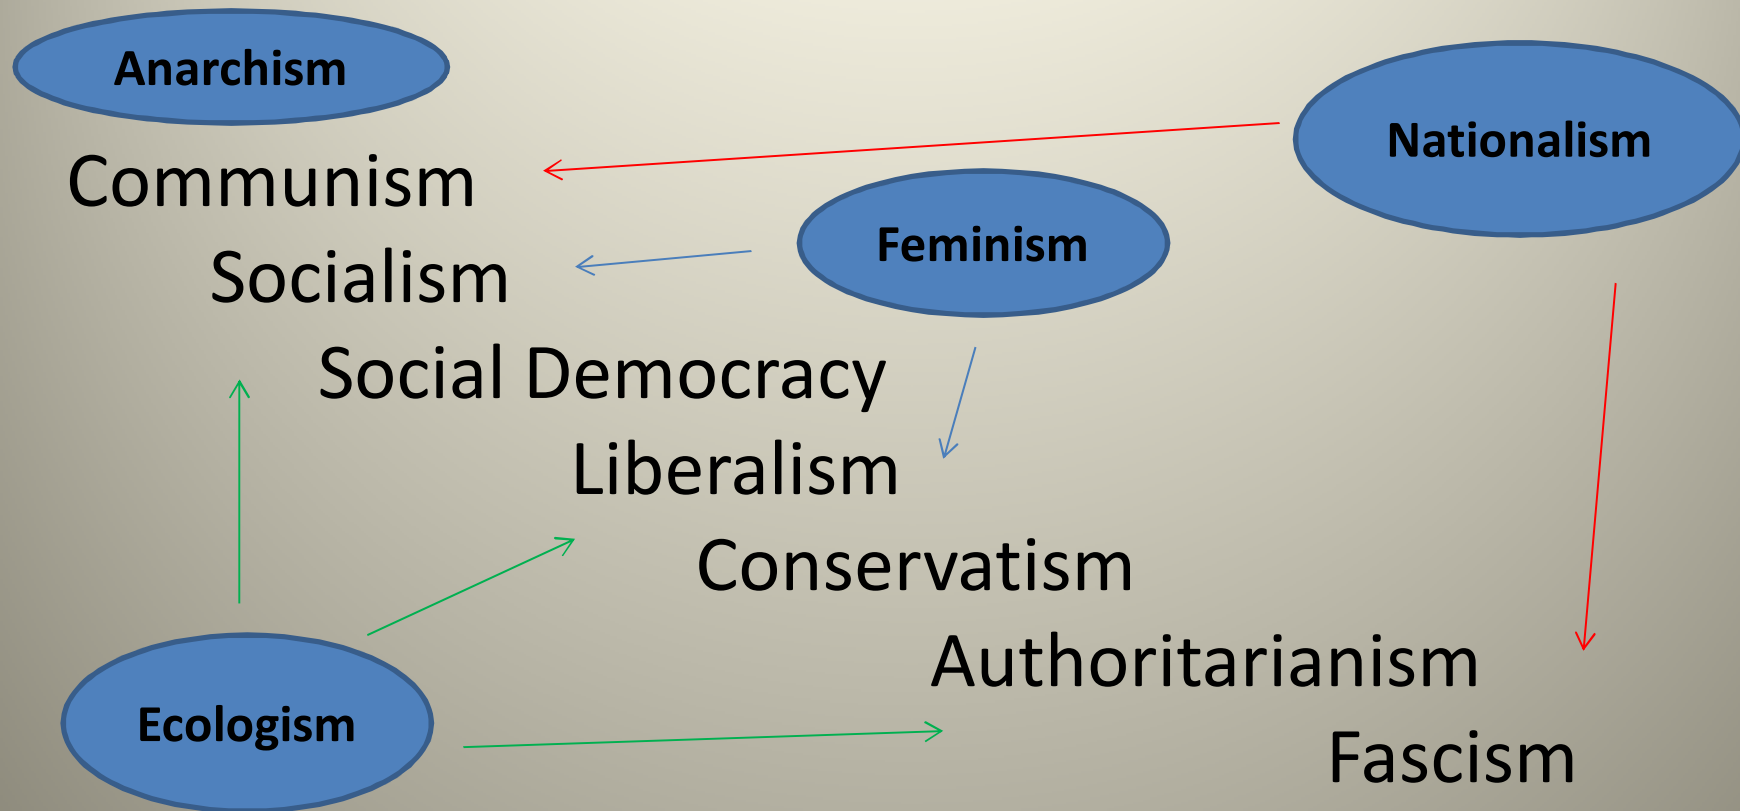 Anarchism
Nationalism
Communism
Feminism
Socialism
Social Democracy
Liberalism
Conservatism
Authoritarianism
Ecologism
Fascism